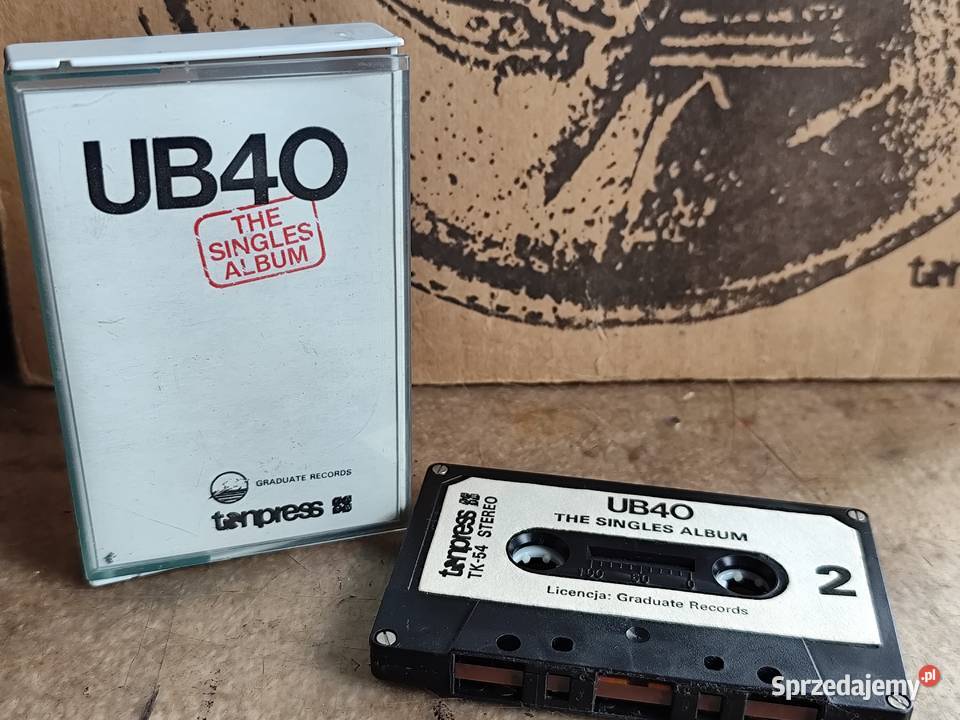 UB40
THE
SINGLES
ALBUM
GRADUATE RECORDS
tonpress
tonpress
TK-54 STEREO
UB40
THE SINGLES ALBUM
100 50 0
2
Licencja: Graduate Records
Sprzedajemy.pl